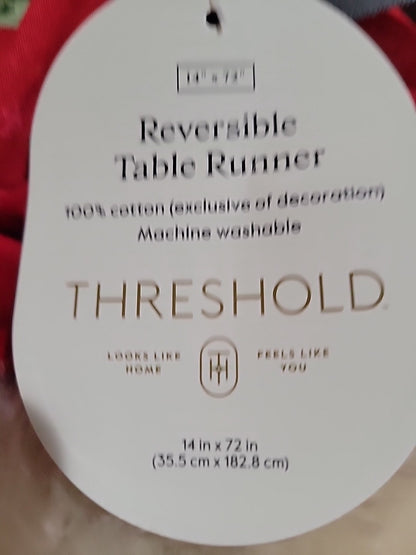 14" x 72"
Reversible
Table Runner
100% cotton (exclusive of decoration)
Machine washable
THRESHOLD™
LOOKS LIKE HOME
FEELS LIKE YOU
14 in x 72 in
(35.5 cm x 182.8 cm)